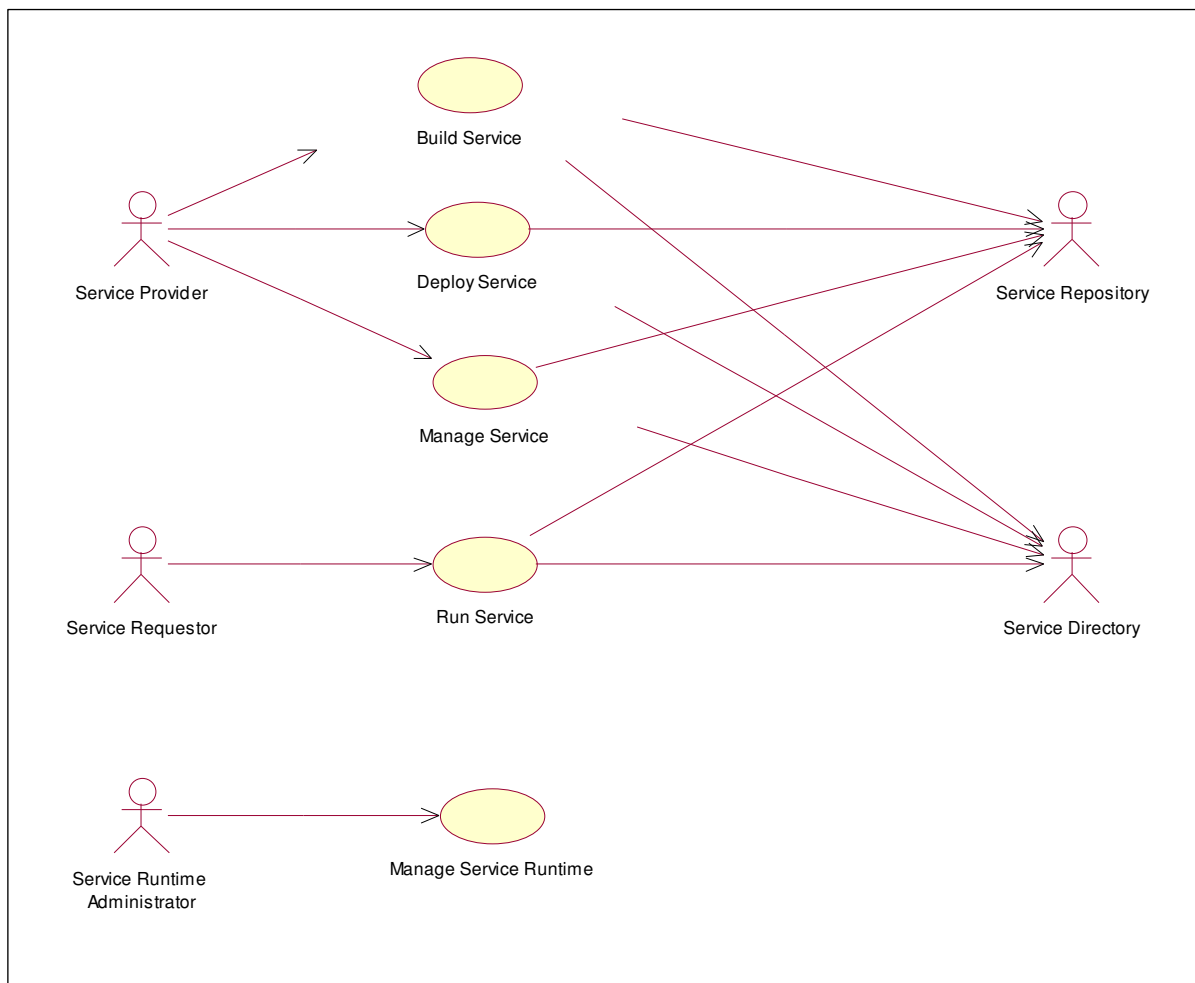 Build Service
Service Provider
Deploy Service
Service Repository
Manage Service
Service Requestor
Run Service
Service Directory
Service Runtime
Administrator
Manage Service Runtime